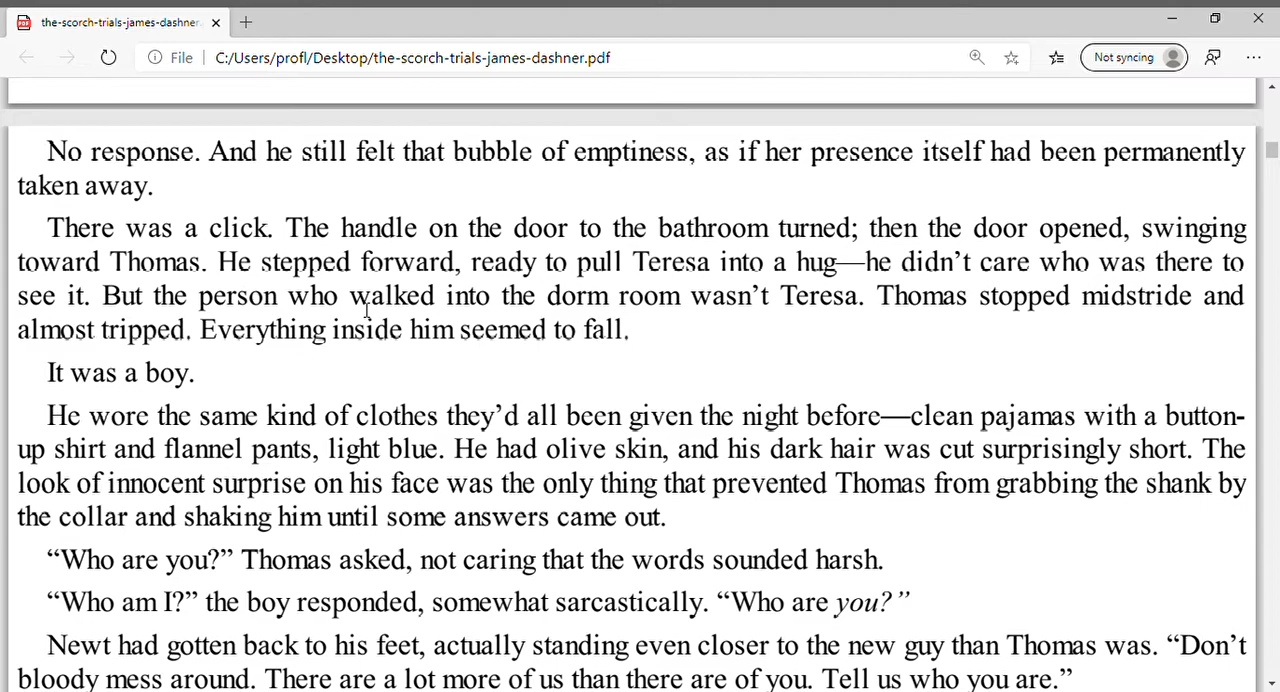 the-scorch-trials-james-dashner
File
C:/Users/profl/Desktop/the-scorch-trials-james-dashner.pdf
Not syncing
No response. And he still felt that bubble of emptiness, as if her presence itself had been permanently
taken away.
There was a click. The handle on the door to the bathroom turned; then the door opened, swinging
toward Thomas. He stepped forward, ready to pull Teresa into a hug—he didn’t care who was there to
see it. But the person who walked into the dorm room wasn’t Teresa. Thomas stopped midstride and
almost tripped. Everything inside him seemed to fall.
It was a boy.
He wore the same kind of clothes they’d all been given the night before—clean pajamas with a button-
up shirt and flannel pants, light blue. He had olive skin, and his dark hair was cut surprisingly short. The
look of innocent surprise on his face was the only thing that prevented Thomas from grabbing the shank by
the collar and shaking him until some answers came out.
“Who are you?” Thomas asked, not caring that the words sounded harsh.
“Who am I?” the boy responded, somewhat sarcastically. “Who are you?”
Newt had gotten back to his feet, actually standing even closer to the new guy than Thomas was. “Don’t
bloody mess around. There are a lot more of us than there are of you. Tell us who you are.”